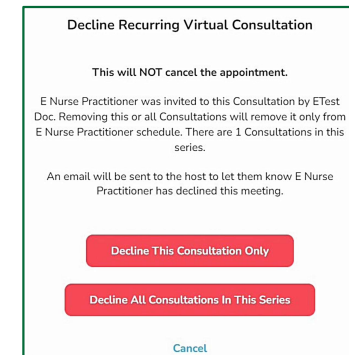 Decline Recurring Virtual Consultation
This will NOT cancel the appointment.
E Nurse Practitioner was invited to this Consultation by ETest
Doc. Removing this or all Consultations will remove it only from
E Nurse Practitioner schedule. There are 1 Consultations in this
series.
An email will be sent to the host to let them know E Nurse
Practitioner has declined this meeting.
Decline This Consultation Only
Decline All Consultations In This Series
Cancel